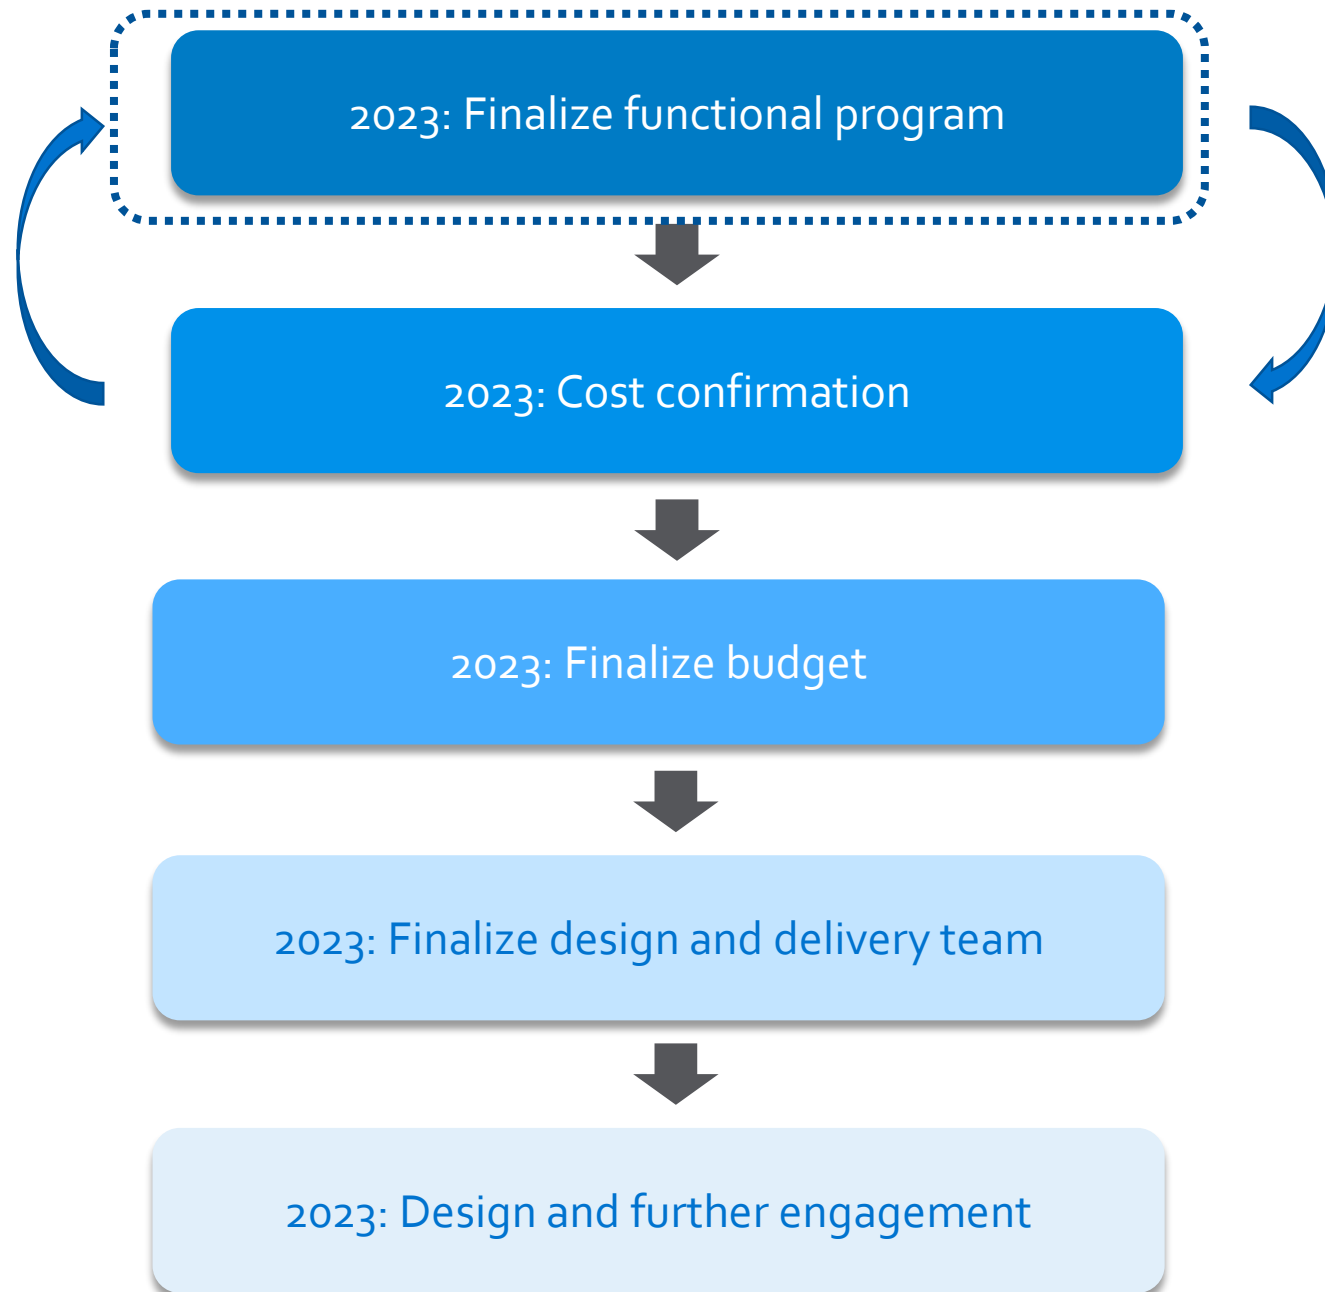 2023: Finalize functional program
2023: Cost confirmation
2023: Finalize budget
2023: Finalize design and delivery team
2023: Design and further engagement